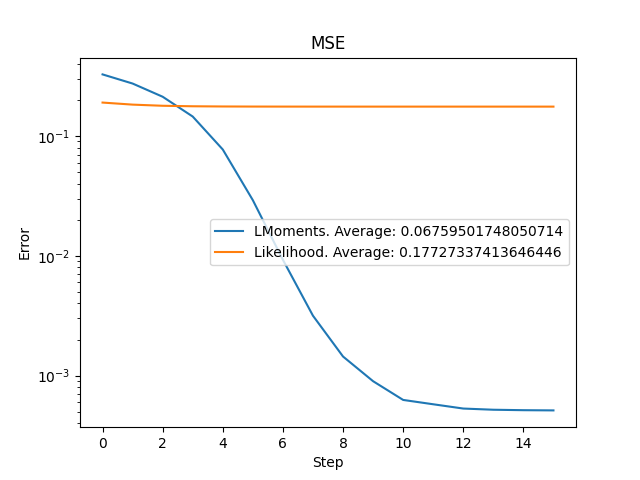 MSE
Error
10⁻¹
10⁻²
10⁻³
LMoments. Average: 0.06759501748050714
Likelihood. Average: 0.17727337413646446
0 2 4 6 8 10 12 14
Step